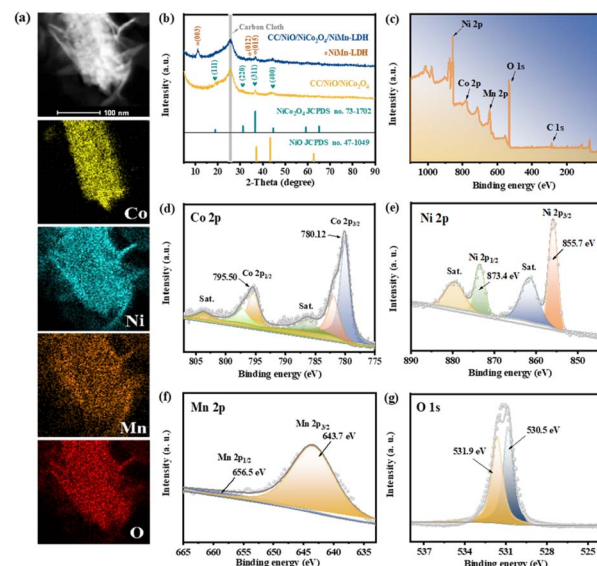 (a)
100 nm
Co
Ni
Mn
O
(b)
Carbon Cloth
(003)
CC/NiO/NiCo₂O₄/NiMn-LDH
(012)
(015)
NiMn-LDH
(111)
(220)
(311)
(400)
CC/NiO/NiCo₂O₄
NiCo₂O₄ JCPDS no. 73-1702
NiO JCPDS no. 47-1049
Intensity (a.u.)
0 10 20 30 40 50 60 70 80 90
2-Theta (degree)
(c)
Ni 2p
O 1s
Co 2p
Mn 2p
C 1s
Intensity (a.u.)
1000 800 600 400 200 0
Binding energy (eV)
(d)
Co 2p
Co 2p3/2
780.12
Co 2p1/2
795.50
Sat.
Sat.
Intensity (a.u.)
805 795 785 782 775
Binding energy (eV)
(e)
Ni 2p
Ni 2p3/2
855.7 eV
Ni 2p1/2
873.4 eV
Sat.
Sat.
Intensity (a.u.)
890 880 870 860 850
Binding energy (eV)
(f)
Mn 2p
Mn 2p3/2
643.7 eV
Mn 2p1/2
656.5 eV
Intensity (a.u.)
665 660 655 650 645 640 635
Binding energy (eV)
(g)
O 1s
530.5 eV
531.9 eV
Intensity (a.u.)
538 531 525
Binding energy (eV)